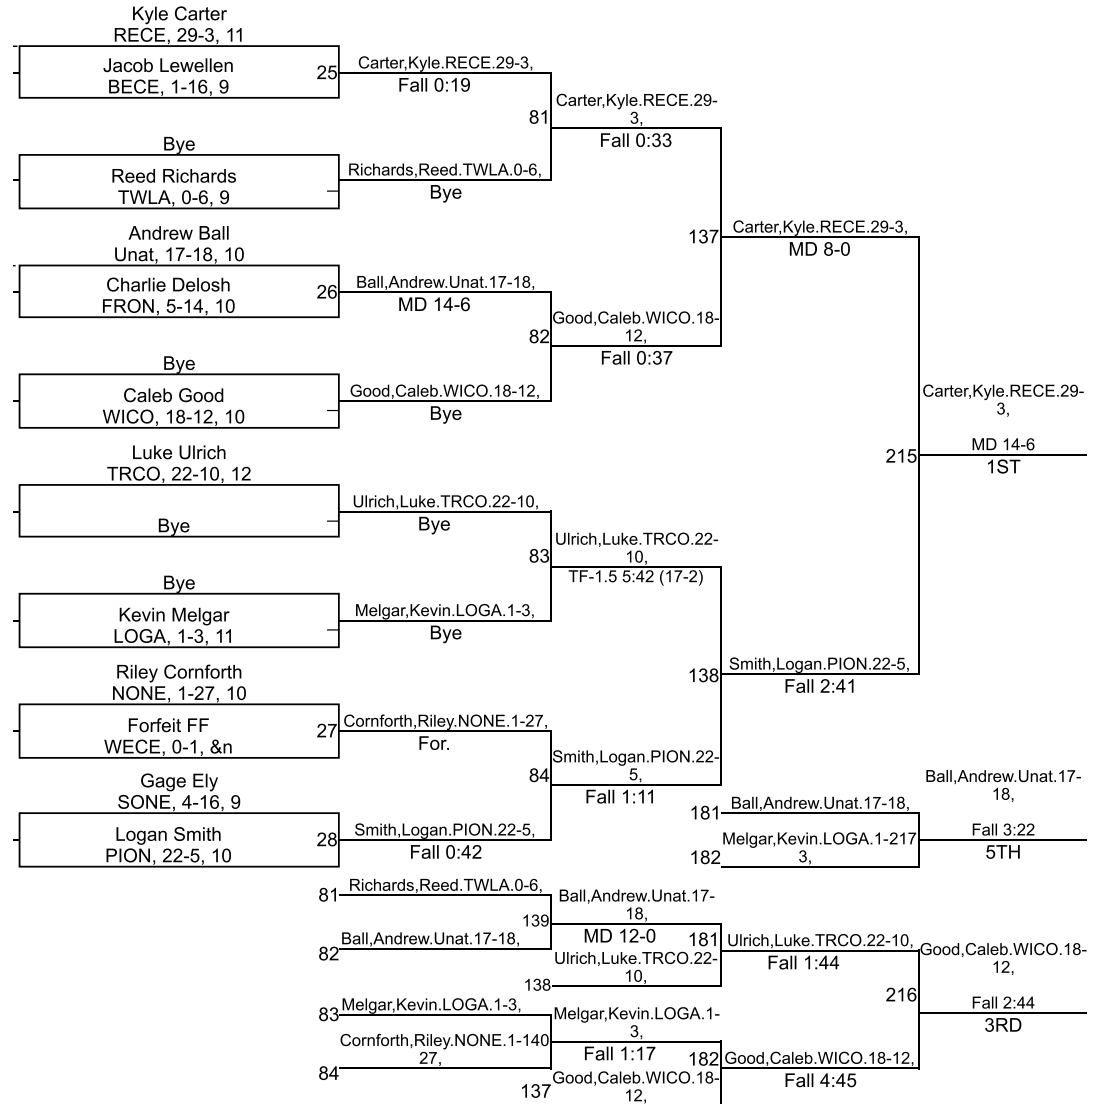 Kyle Carter
RECE, 29-3, 11
Jacob Lewellen
BECE, 1-16, 9
25
Carter,Kyle.RECE.29-3,
Fall 0:19
81
Carter,Kyle.RECE.29-
3,
Fall 0:33
Bye
Reed Richards
TWLA, 0-6, 9
Richards,Reed.TWLA.0-6,
Bye
137
Carter,Kyle.RECE.29-3,
MD 8-0
Andrew Ball
Unat, 17-18, 10
Charlie Delosh
FRON, 5-14, 10
26
Ball,Andrew.Unat.17-18,
MD 14-6
82
Good,Caleb.WICO.18-
12,
Fall 0:37
Bye
Caleb Good
WICO, 18-12, 10
Good,Caleb.WICO.18-12,
Bye
215
Carter,Kyle.RECE.29-
3,
MD 14-6
1ST
Luke Ulrich
TRCO, 22-10, 12
Bye
Ulrich,Luke.TRCO.22-10,
Bye
83
Ulrich,Luke.TRCO.22-
10,
TF-1.5 5:42 (17-2)
Bye
Kevin Melgar
LOGA, 1-3, 11
Melgar,Kevin.LOGA.1-3,
Bye
138
Smith,Logan.PION.22-5,
Fall 2:41
Riley Cornforth
NONE, 1-27, 10
Forfeit FF
WECE, 0-1, &n
27
Cornforth,Riley.NONE.1-27,
For.
84
Smith,Logan.PION.22-
5,
Fall 1:11
Gage Ely
SONE, 4-16, 9
Logan Smith
PION, 22-5, 10
28
Smith,Logan.PION.22-5,
Fall 0:42
181
Ball,Andrew.Unat.17-18,
182
Melgar,Kevin.LOGA.1-217
3,
Ball,Andrew.Unat.17-
18,
Fall 3:22
5TH
81
Richards,Reed.TWLA.0-6,
82
Ball,Andrew.Unat.17-18,
139
Ball,Andrew.Unat.17-
18,
MD 12-0
138
Ulrich,Luke.TRCO.22-
10,
181
Ulrich,Luke.TRCO.22-10,
Fall 1:44
83
Melgar,Kevin.LOGA.1-3,
84
Cornforth,Riley.NONE.1-140
27,
Melgar,Kevin.LOGA.1-
3,
Fall 1:17
137
Good,Caleb.WICO.18-
12,
182
Good,Caleb.WICO.18-12,
Fall 4:45
216
Good,Caleb.WICO.18-
12,
Fall 2:44
3RD